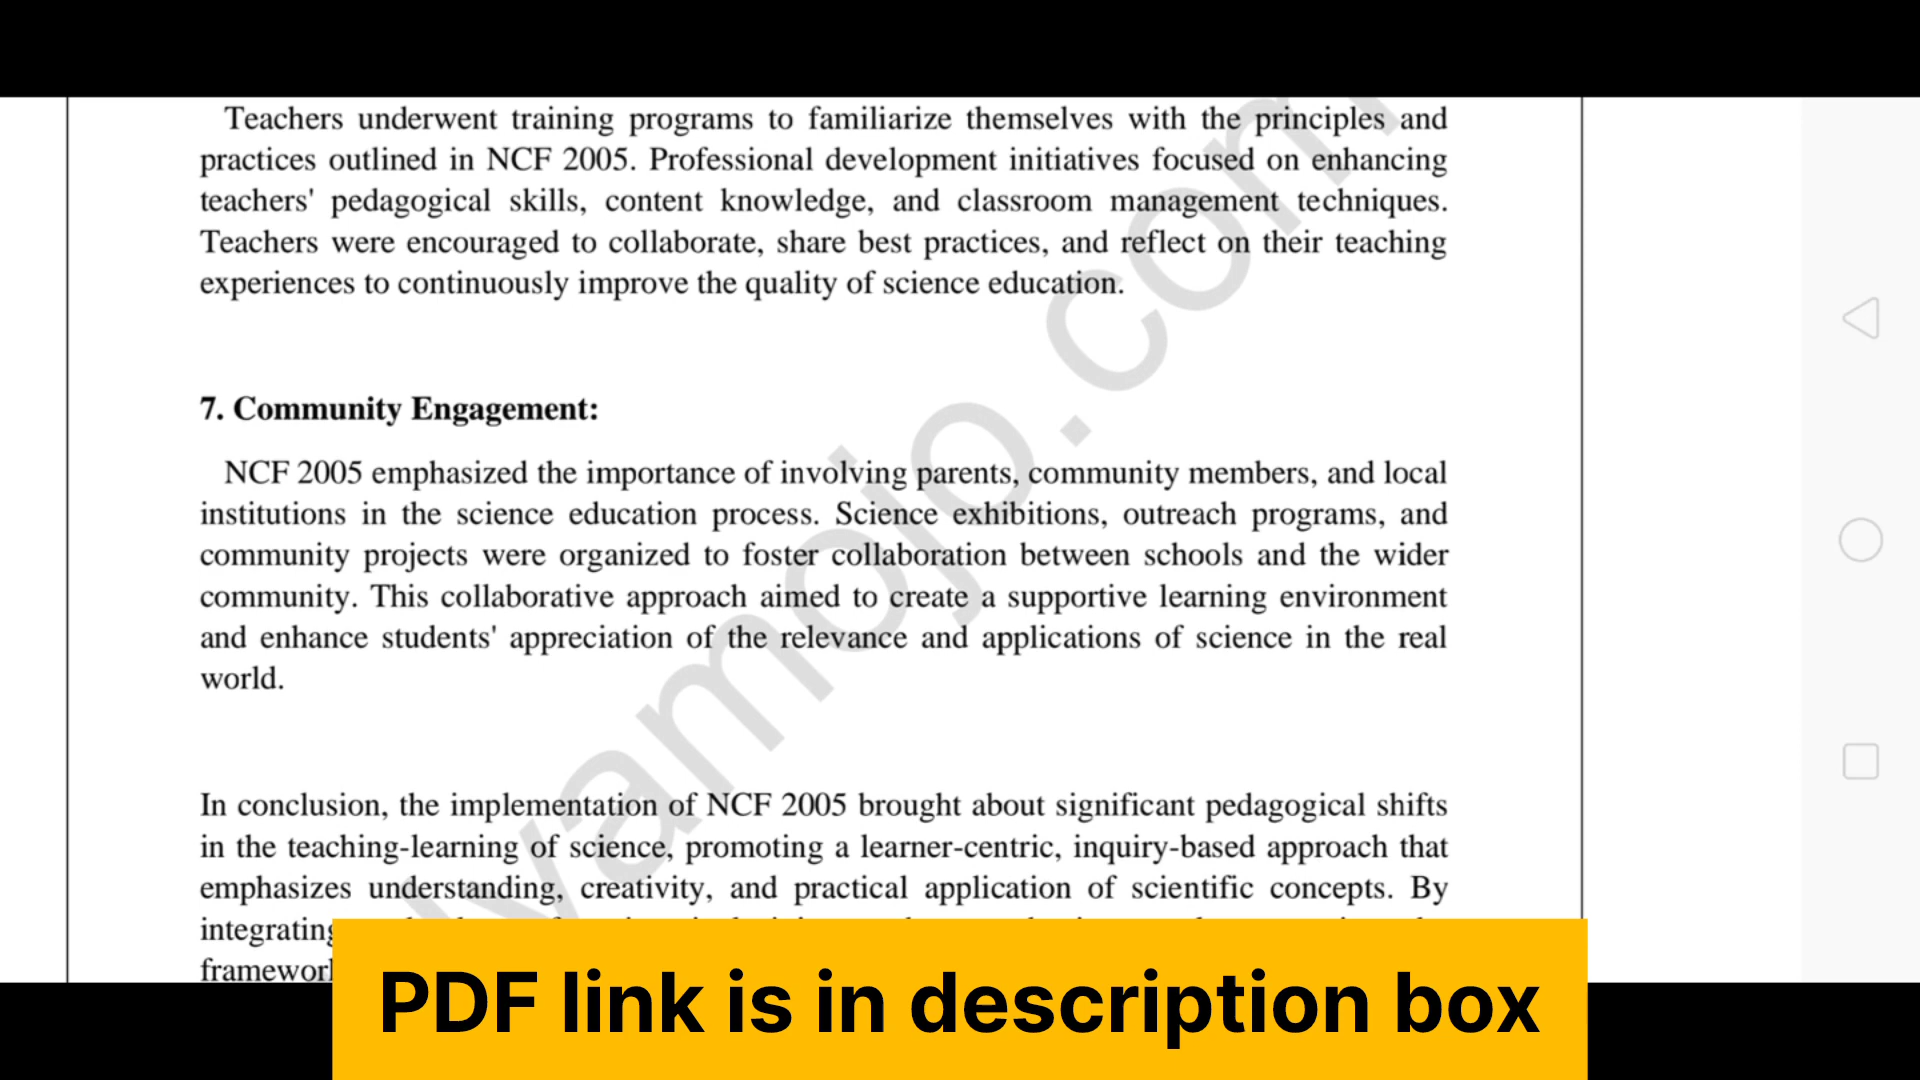 Teachers underwent training programs to familiarize themselves with the principles and
practices outlined in NCF 2005. Professional development initiatives focused on enhancing
teachers' pedagogical skills, content knowledge, and classroom management techniques.
Teachers were encouraged to collaborate, share best practices, and reflect on their teaching
experiences to continuously improve the quality of science education.
7. Community Engagement:
NCF 2005 emphasized the importance of involving parents, community members, and local
institutions in the science education process. Science exhibitions, outreach programs, and
community projects were organized to foster collaboration between schools and the wider
community. This collaborative approach aimed to create a supportive learning environment
and enhance students' appreciation of the relevance and applications of science in the real
world.
In conclusion, the implementation of NCF 2005 brought about significant pedagogical shifts
in the teaching-learning of science, promoting a learner-centric, inquiry-based approach that
emphasizes understanding, creativity, and practical application of scientific concepts. By
integrating
PDF link is in description box